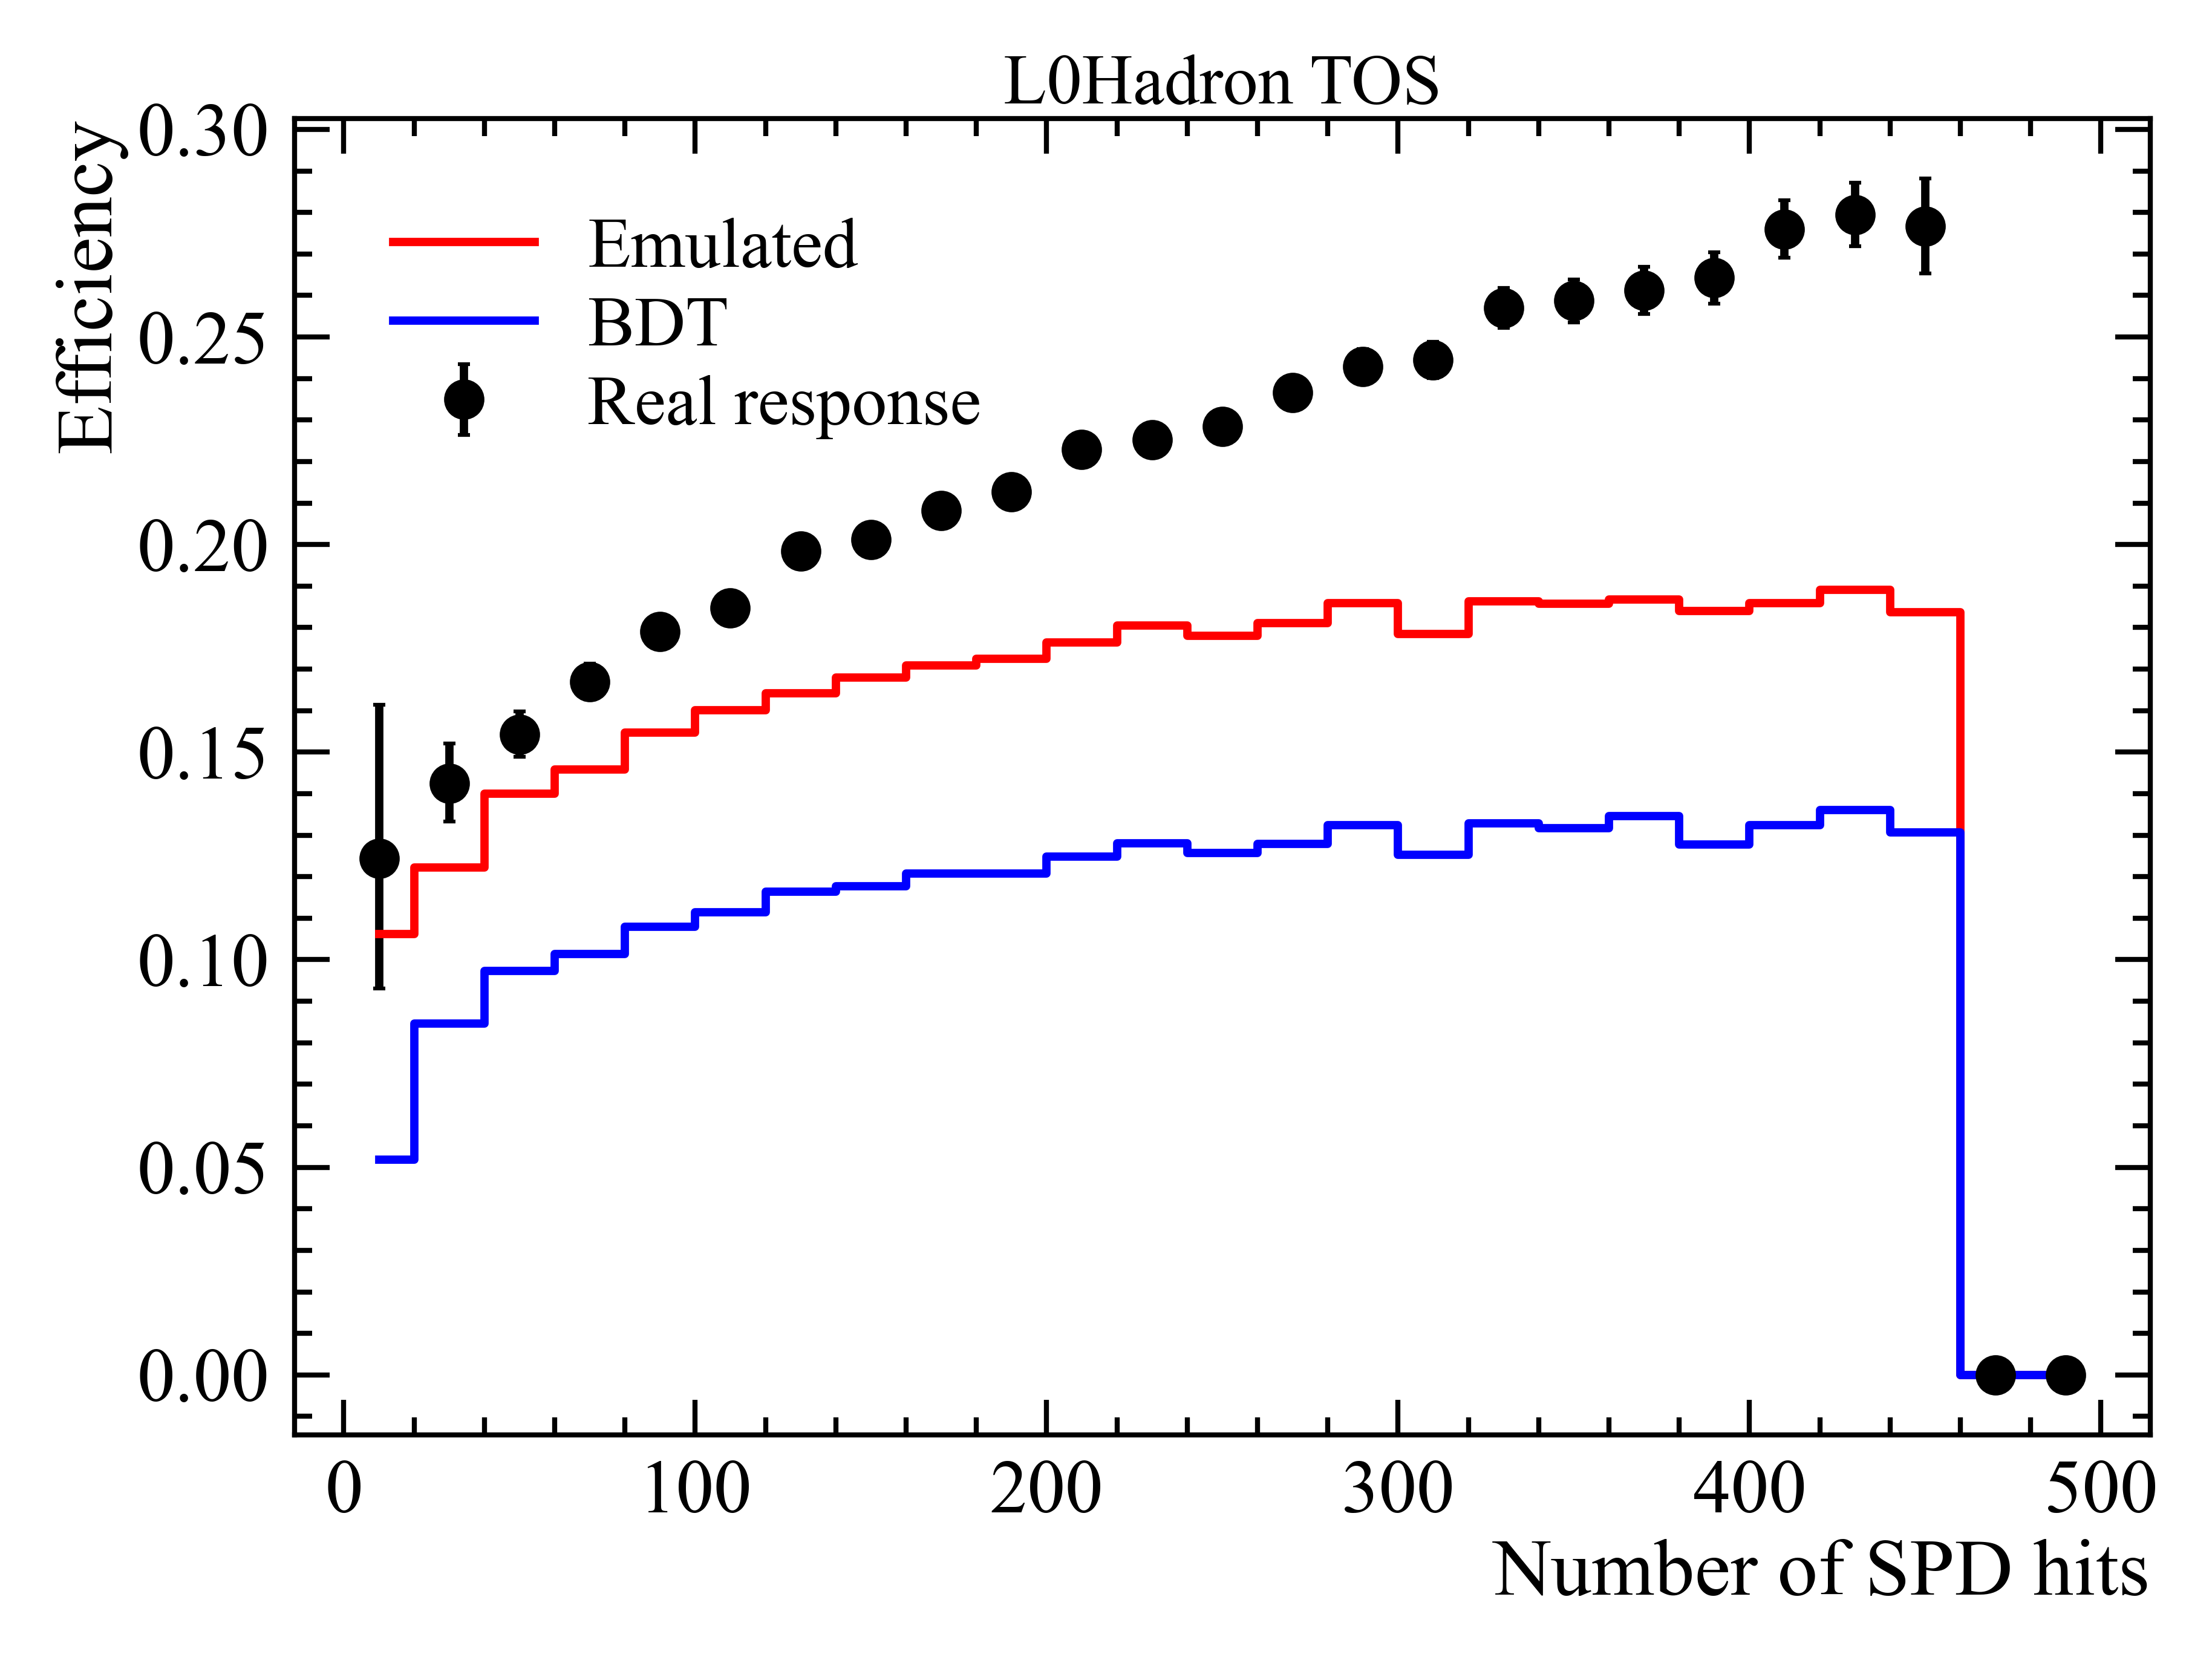 L0Hadron TOS
Efficiency
0.30
0.25
0.20
0.15
0.10
0.05
0.00
Emulated
BDT
Real response
0 100 200 300 400 500
Number of SPD hits